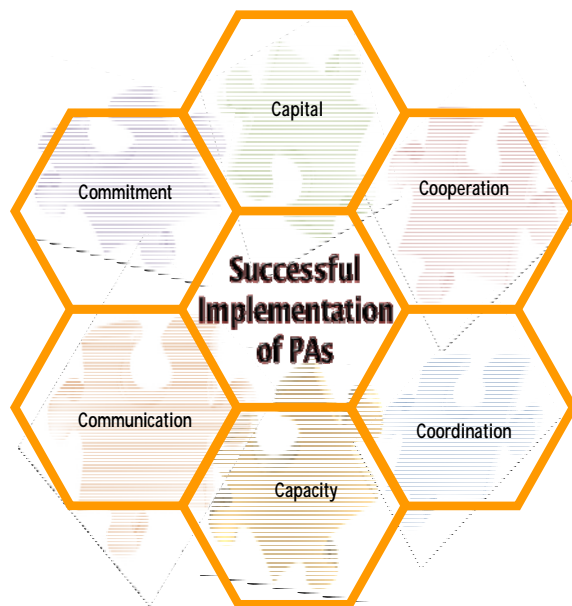 Capital
Commitment
Cooperation
Successful
Implementation
of PAs
Communication
Coordination
Capacity